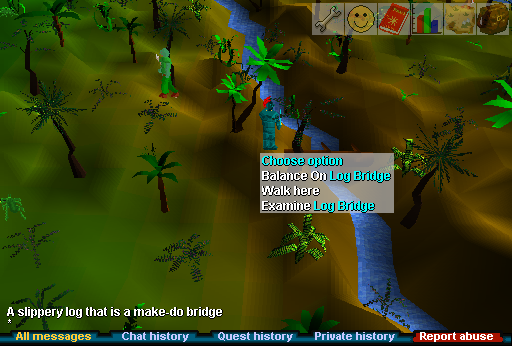 Choose option
Balance On Log Bridge
Walk here
Examine Log Bridge
A slippery log that is a make-do bridge
*
All messages
Chat history
Quest history
Private history
Report abuse